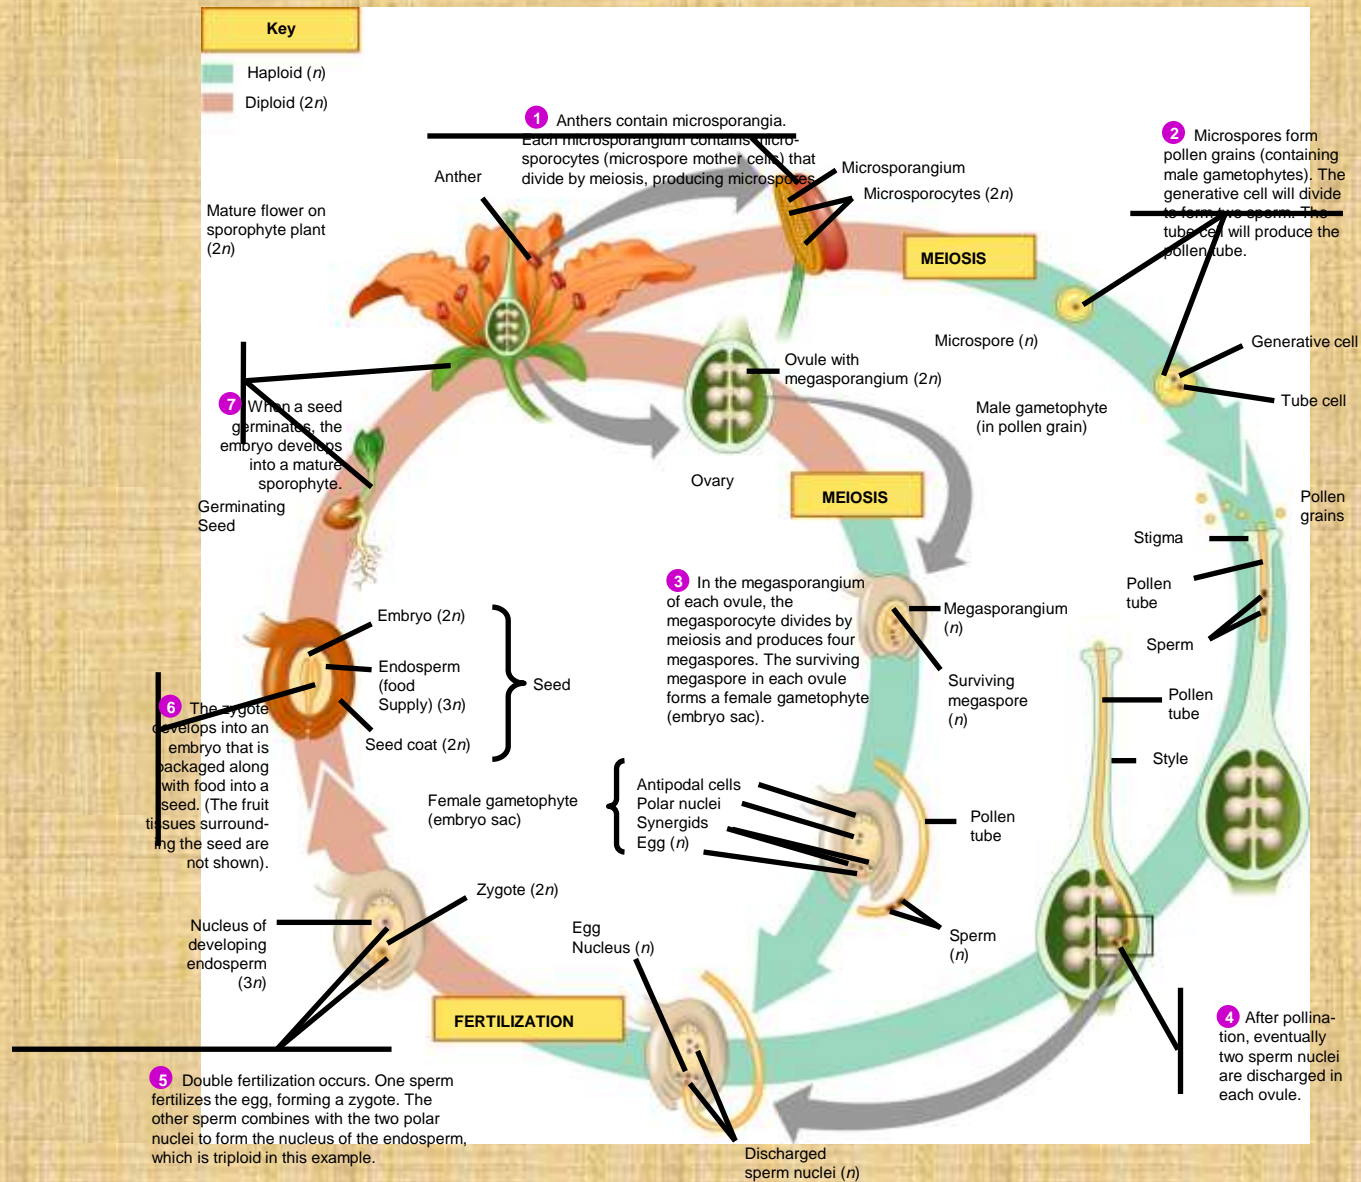 Key
Haploid (n)
Diploid (2n)
1 Anthers contain microsporangia.
Each microsporangium contains micro-
sporocytes (microspore mother cells) that
divide by meiosis, producing microspores.
2 Microspores form
pollen grains (containing
male gametophytes). The
generative cell will divide
to form two sperm. The
tube cell will produce the
pollen tube.
Anther
Microsporangium
Microsporocytes (2n)
Mature flower on
sporophyte plant
(2n)
MEIOSIS
Microspore (n)
Generative cell
Ovule with
megasporangium (2n)
Tube cell
Male gametophyte
(in pollen grain)
7 When a seed
germinates, the
embryo develops
into a mature
sporophyte.
Germinating
Seed
Ovary
MEIOSIS
Pollen
grains
Stigma
Pollen
tube
Sperm
3 In the megasporangium
of each ovule, the
megasporocyte divides by
meiosis and produces four
megaspores. The surviving
megaspore in each ovule
forms a female gametophyte
(embryo sac).
Megasporangium
(n)
Surviving
megaspore
(n)
Embryo (2n)
Endosperm
(food
Supply) (3n)
Seed coat (2n)
Seed
Pollen
tube
Style
6 The zygote
develops into an
embryo that is
packaged along
with food into a
seed. (The fruit
tissues surround-
ing the seed are
not shown).
Female gametophyte
(embryo sac)
Antipodal cells
Polar nuclei
Synergids
Egg (n)
Pollen
tube
Sperm
(n)
Zygote (2n)
Nucleus of
developing
endosperm
(3n)
Egg
Nucleus (n)
FERTILIZATION
4 After pollina-
tion, eventually
two sperm nuclei
are discharged in
each ovule.
5 Double fertilization occurs. One sperm
fertilizes the egg, forming a zygote. The
other sperm combines with the two polar
nuclei to form the nucleus of the endosperm,
which is triploid in this example.
Discharged
sperm nuclei (n)